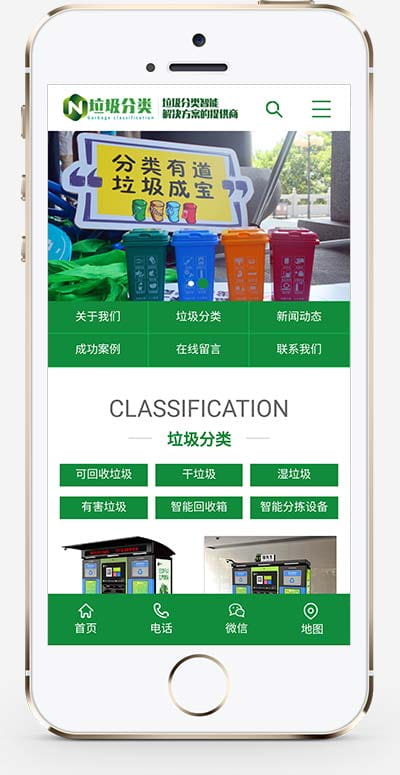 N
垃圾分类
Garbage classification
垃圾分类智能
解决方案的提供商
分类有道
垃圾成宝
关于我们 垃圾分类 新闻动态
成功案例 在线留言 联系我们
CLASSIFICATION
垃圾分类
可回收垃圾 干垃圾 湿垃圾
有害垃圾 智能回收箱 智能分拣设备
首页 电话 微信 地图